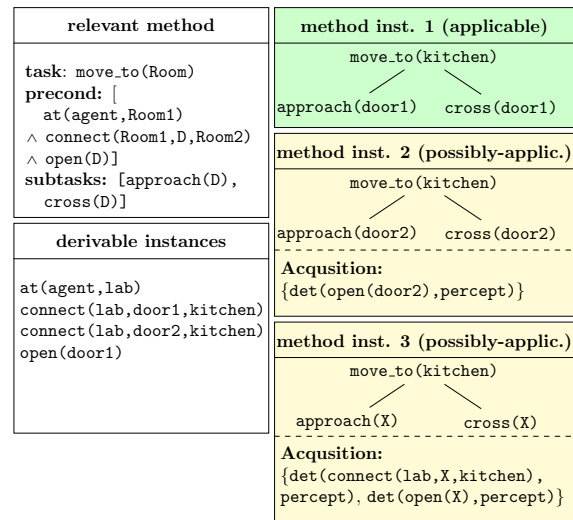 relevant method
task: move_to(Room)
precond: [
at(agent,Room1)
∧ connect(Room1,D,Room2)
∧ open(D)]
subtasks: [approach(D),
cross(D)]
derivable instances
at(agent,lab)
connect(lab,door1,kitchen)
connect(lab,door2,kitchen)
open(door1)
method inst. 1 (applicable)
move_to(kitchen)
approach(door1) cross(door1)
method inst. 2 (possibly-applic.)
move_to(kitchen)
approach(door2) cross(door2)
Acqusition:
{det(open(door2),percept)}
method inst. 3 (possibly-applic.)
move_to(kitchen)
approach(X) cross(X)
Acqusition:
{det(connect(lab,X,kitchen),
percept), det(open(X),percept)}